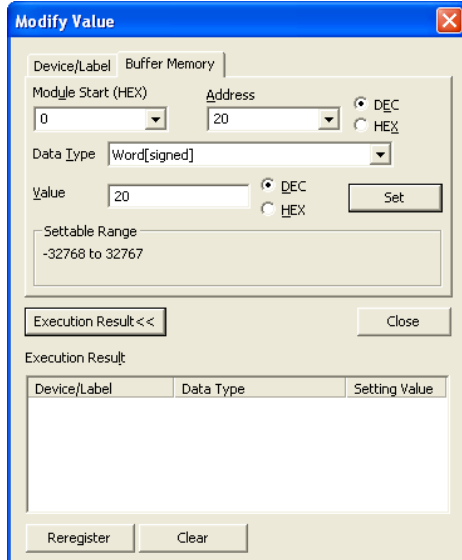 Modify Value
Device/Label Buffer Memory
Module Start (HEX) Address
0 20 DEC
HEX
Data Type Word[signed]
Value 20 DEC
HEX Set
Settable Range
-32768 to 32767
Execution Result<< Close
Execution Result
Device/Label Data Type Setting Value
Reregister Clear